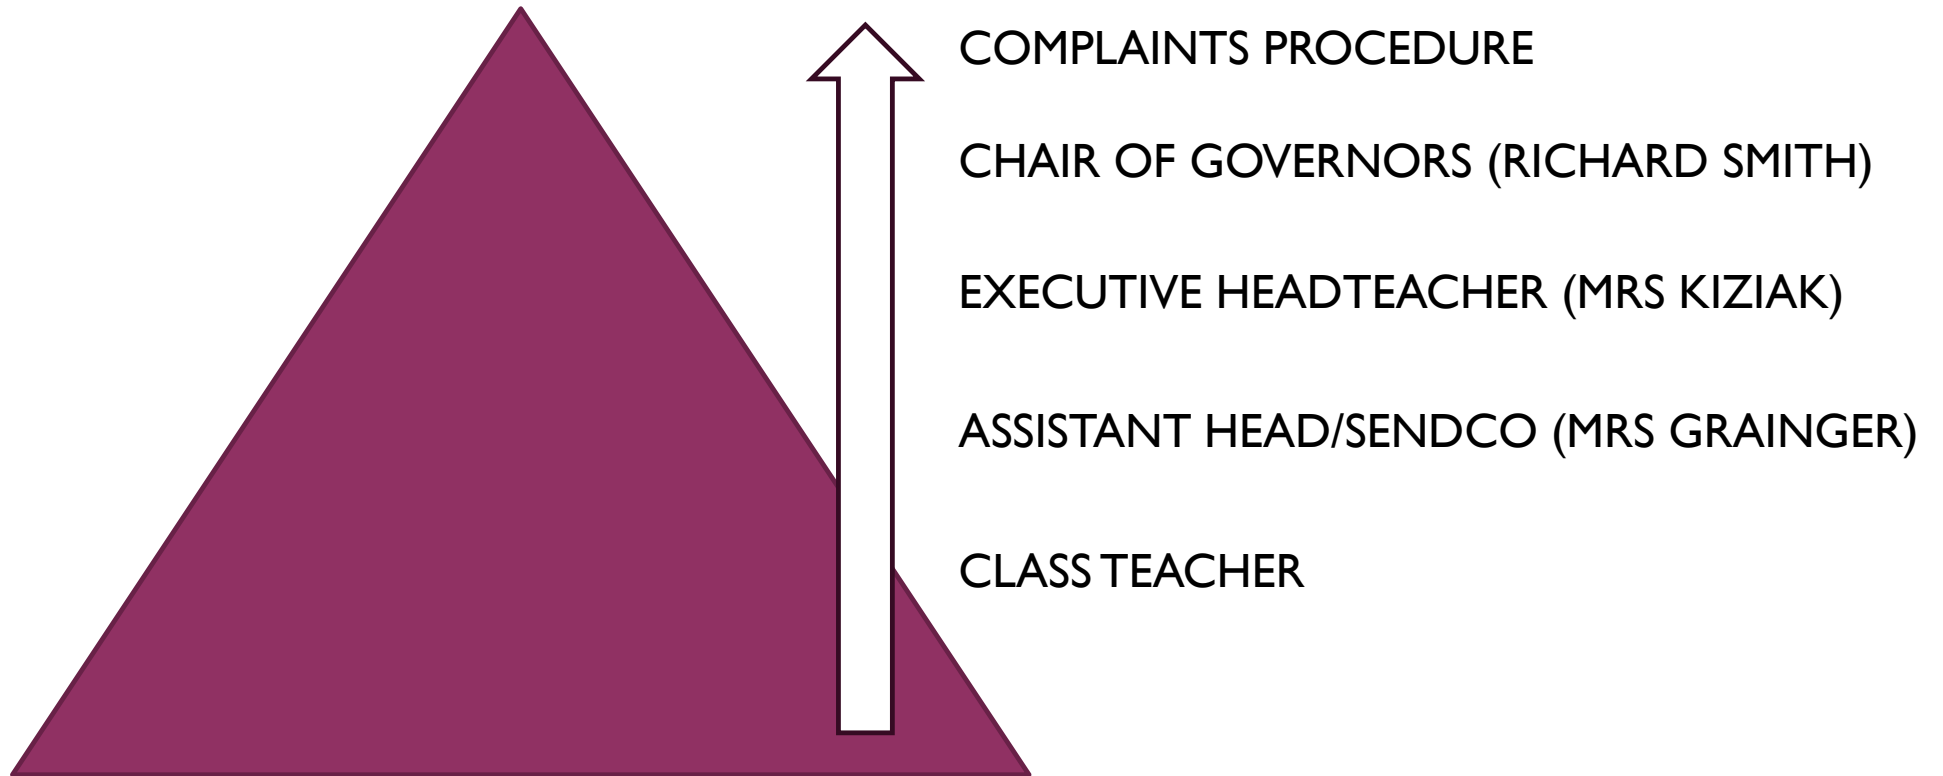 COMPLAINTS PROCEDURE
CHAIR OF GOVERNORS (RICHARD SMITH)
EXECUTIVE HEADTEACHER (MRS KIZIAK)
ASSISTANT HEAD/SENDCO (MRS GRAINGER)
CLASS TEACHER